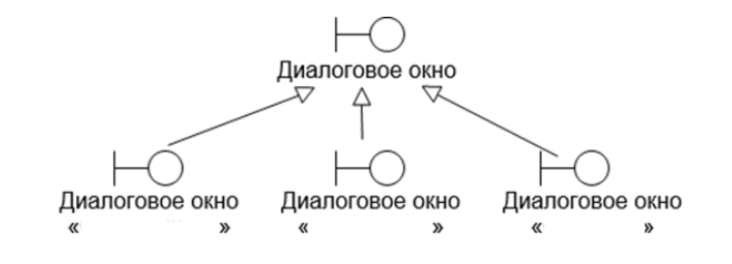 Диалоговое окно
Диалоговое окно Диалоговое окно Диалоговое окно
« » « » « »